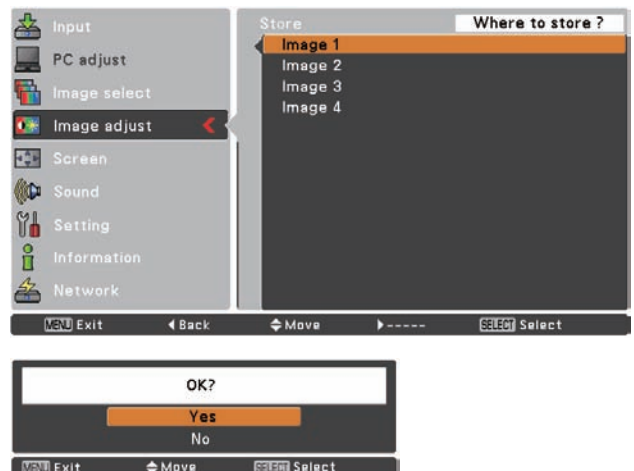 Input
PC adjust
Image select
Image adjust
Screen
Sound
Setting
Information
Network
Store
Where to store ?
Image 1
Image 2
Image 3
Image 4
MENU Exit ◀Back Move ▶----- SELECT Select
OK?
Yes
No
MENU Exit Move SELECT Select